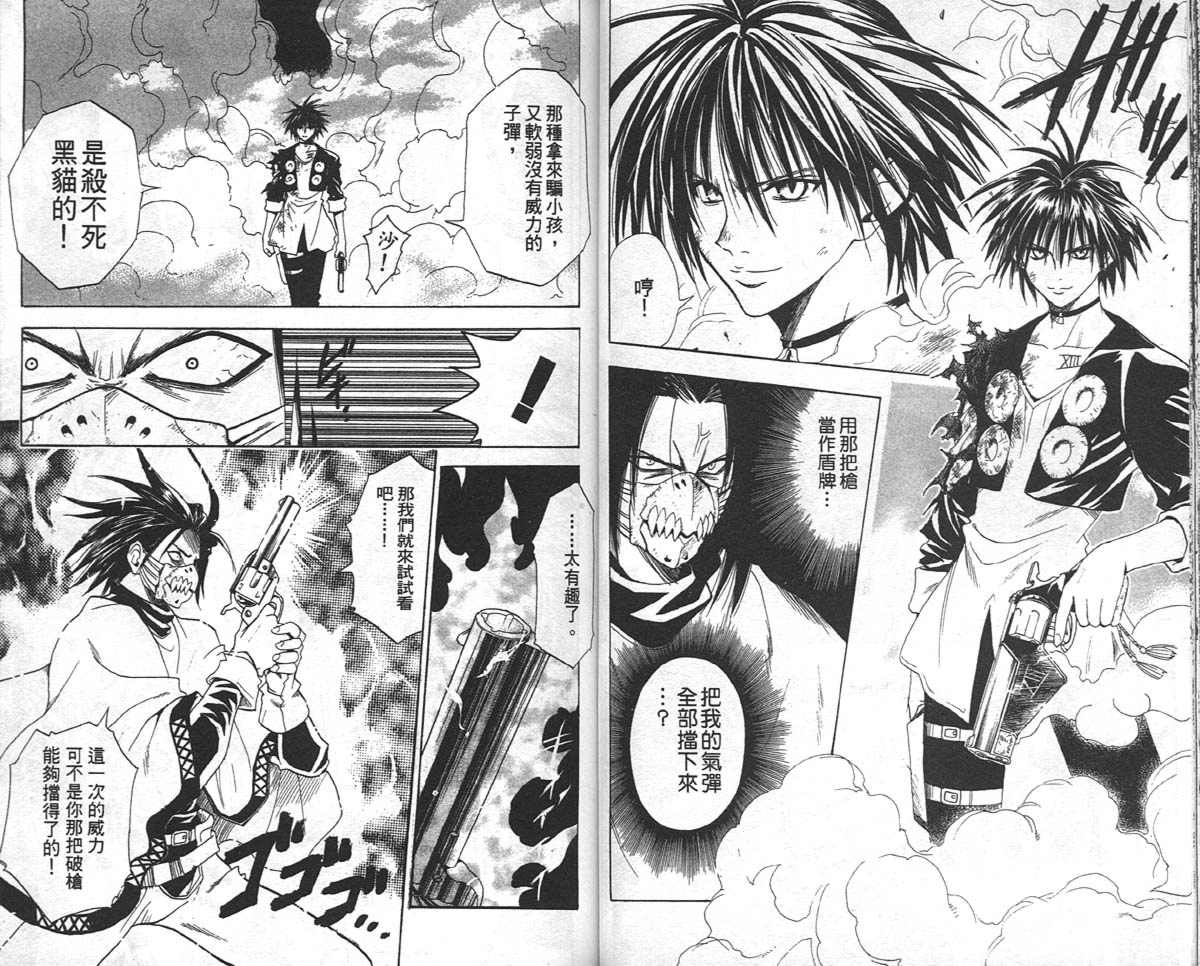 哼！
XIII
用那把槍
當作盾牌…
把我的氣彈
全部擋下來
…？
那種拿來騙小孩，
又軟弱沒有威力的
子彈，
沙！
是殺不死
黑貓的！
！
ビキ
……太有趣了。
那我們就來試試看
吧……！
這一次的威力
可不是你那把破槍
能夠擋得了的！
ゴゴゴ…